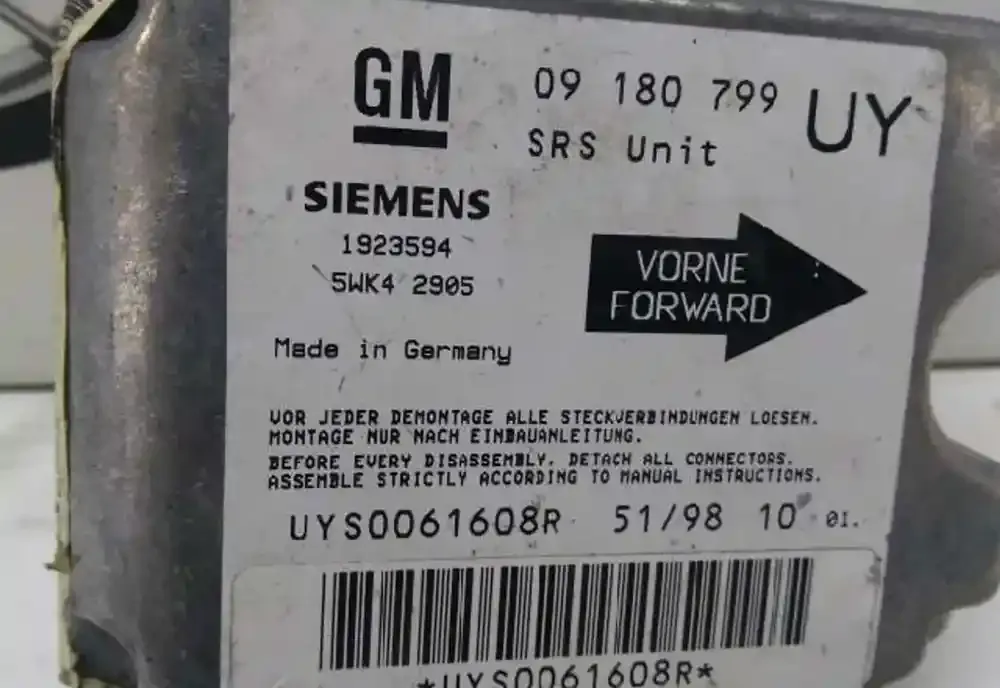 GM 09 180 799 UY
SRS Unit
SIEMENS
1923594
5WK4 2905
VORNE
FORWARD
Made in Germany
VOR JEDER DEMONTAGE ALLE STECKVERBINDUNGEN LOESEN.
MONTAGE NUR NACH EINBAUANLEITUNG.
BEFORE EVERY DISASSEMBLY, DETACH ALL CONNECTORS.
ASSEMBLE STRICTLY ACCORDING TO MANUAL INSTRUCTIONS.
UYS0061608R 51/98 10 01.
*UYS0061608R*